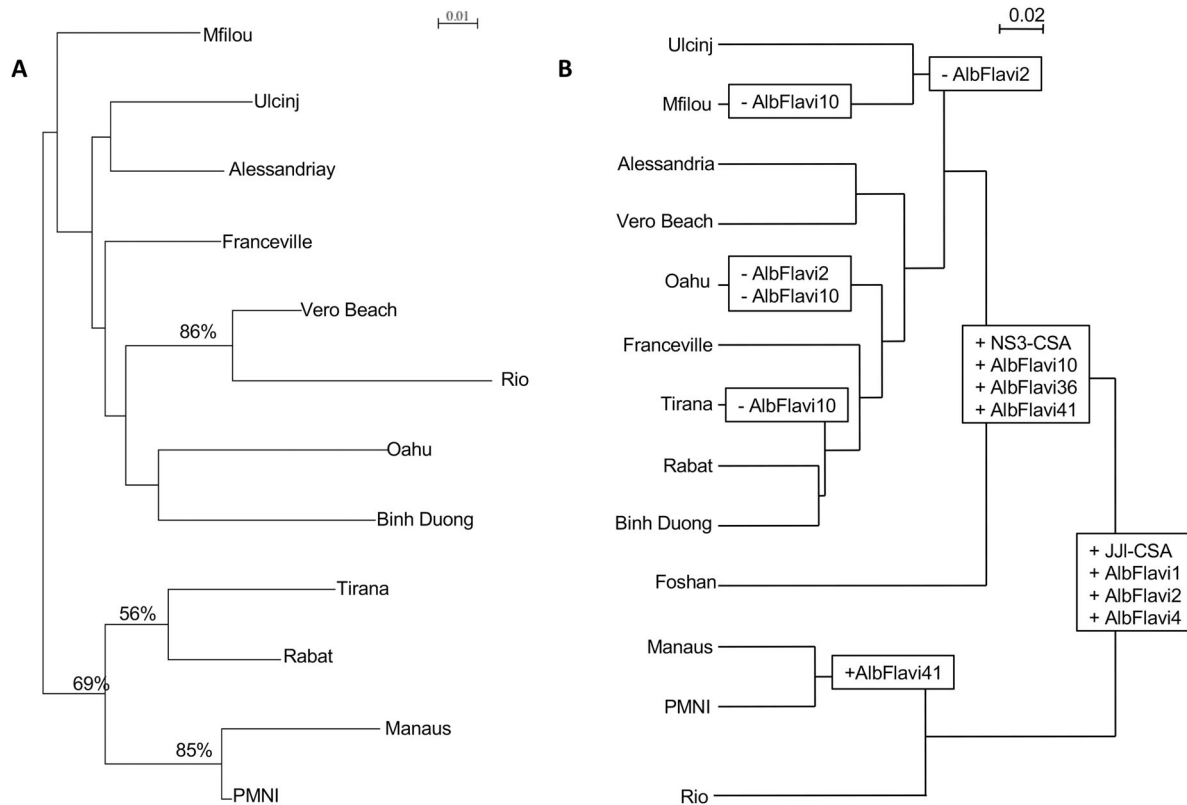 A
0.01
Mfilou
Ulcinj
Alessandriay
Franceville
86%
Vero Beach
Rio
Oahu
Binh Duong
56%
Tirana
Rabat
69%
85%
Manaus
PMNI
B
0.02
Ulcinj
- AlbFlavi2
Mfilou
- AlbFlavi10
Alessandria
Vero Beach
Oahu
- AlbFlavi2
- AlbFlavi10
Franceville
+ NS3-CSA
+ AlbFlavi10
+ AlbFlavi36
+ AlbFlavi41
Tirana
- AlbFlavi10
Rabat
Binh Duong
Foshan
+ JJI-CSA
+ AlbFlavi1
+ AlbFlavi2
+ AlbFlavi4
Manaus
+AlbFlavi41
PMNI
Rio